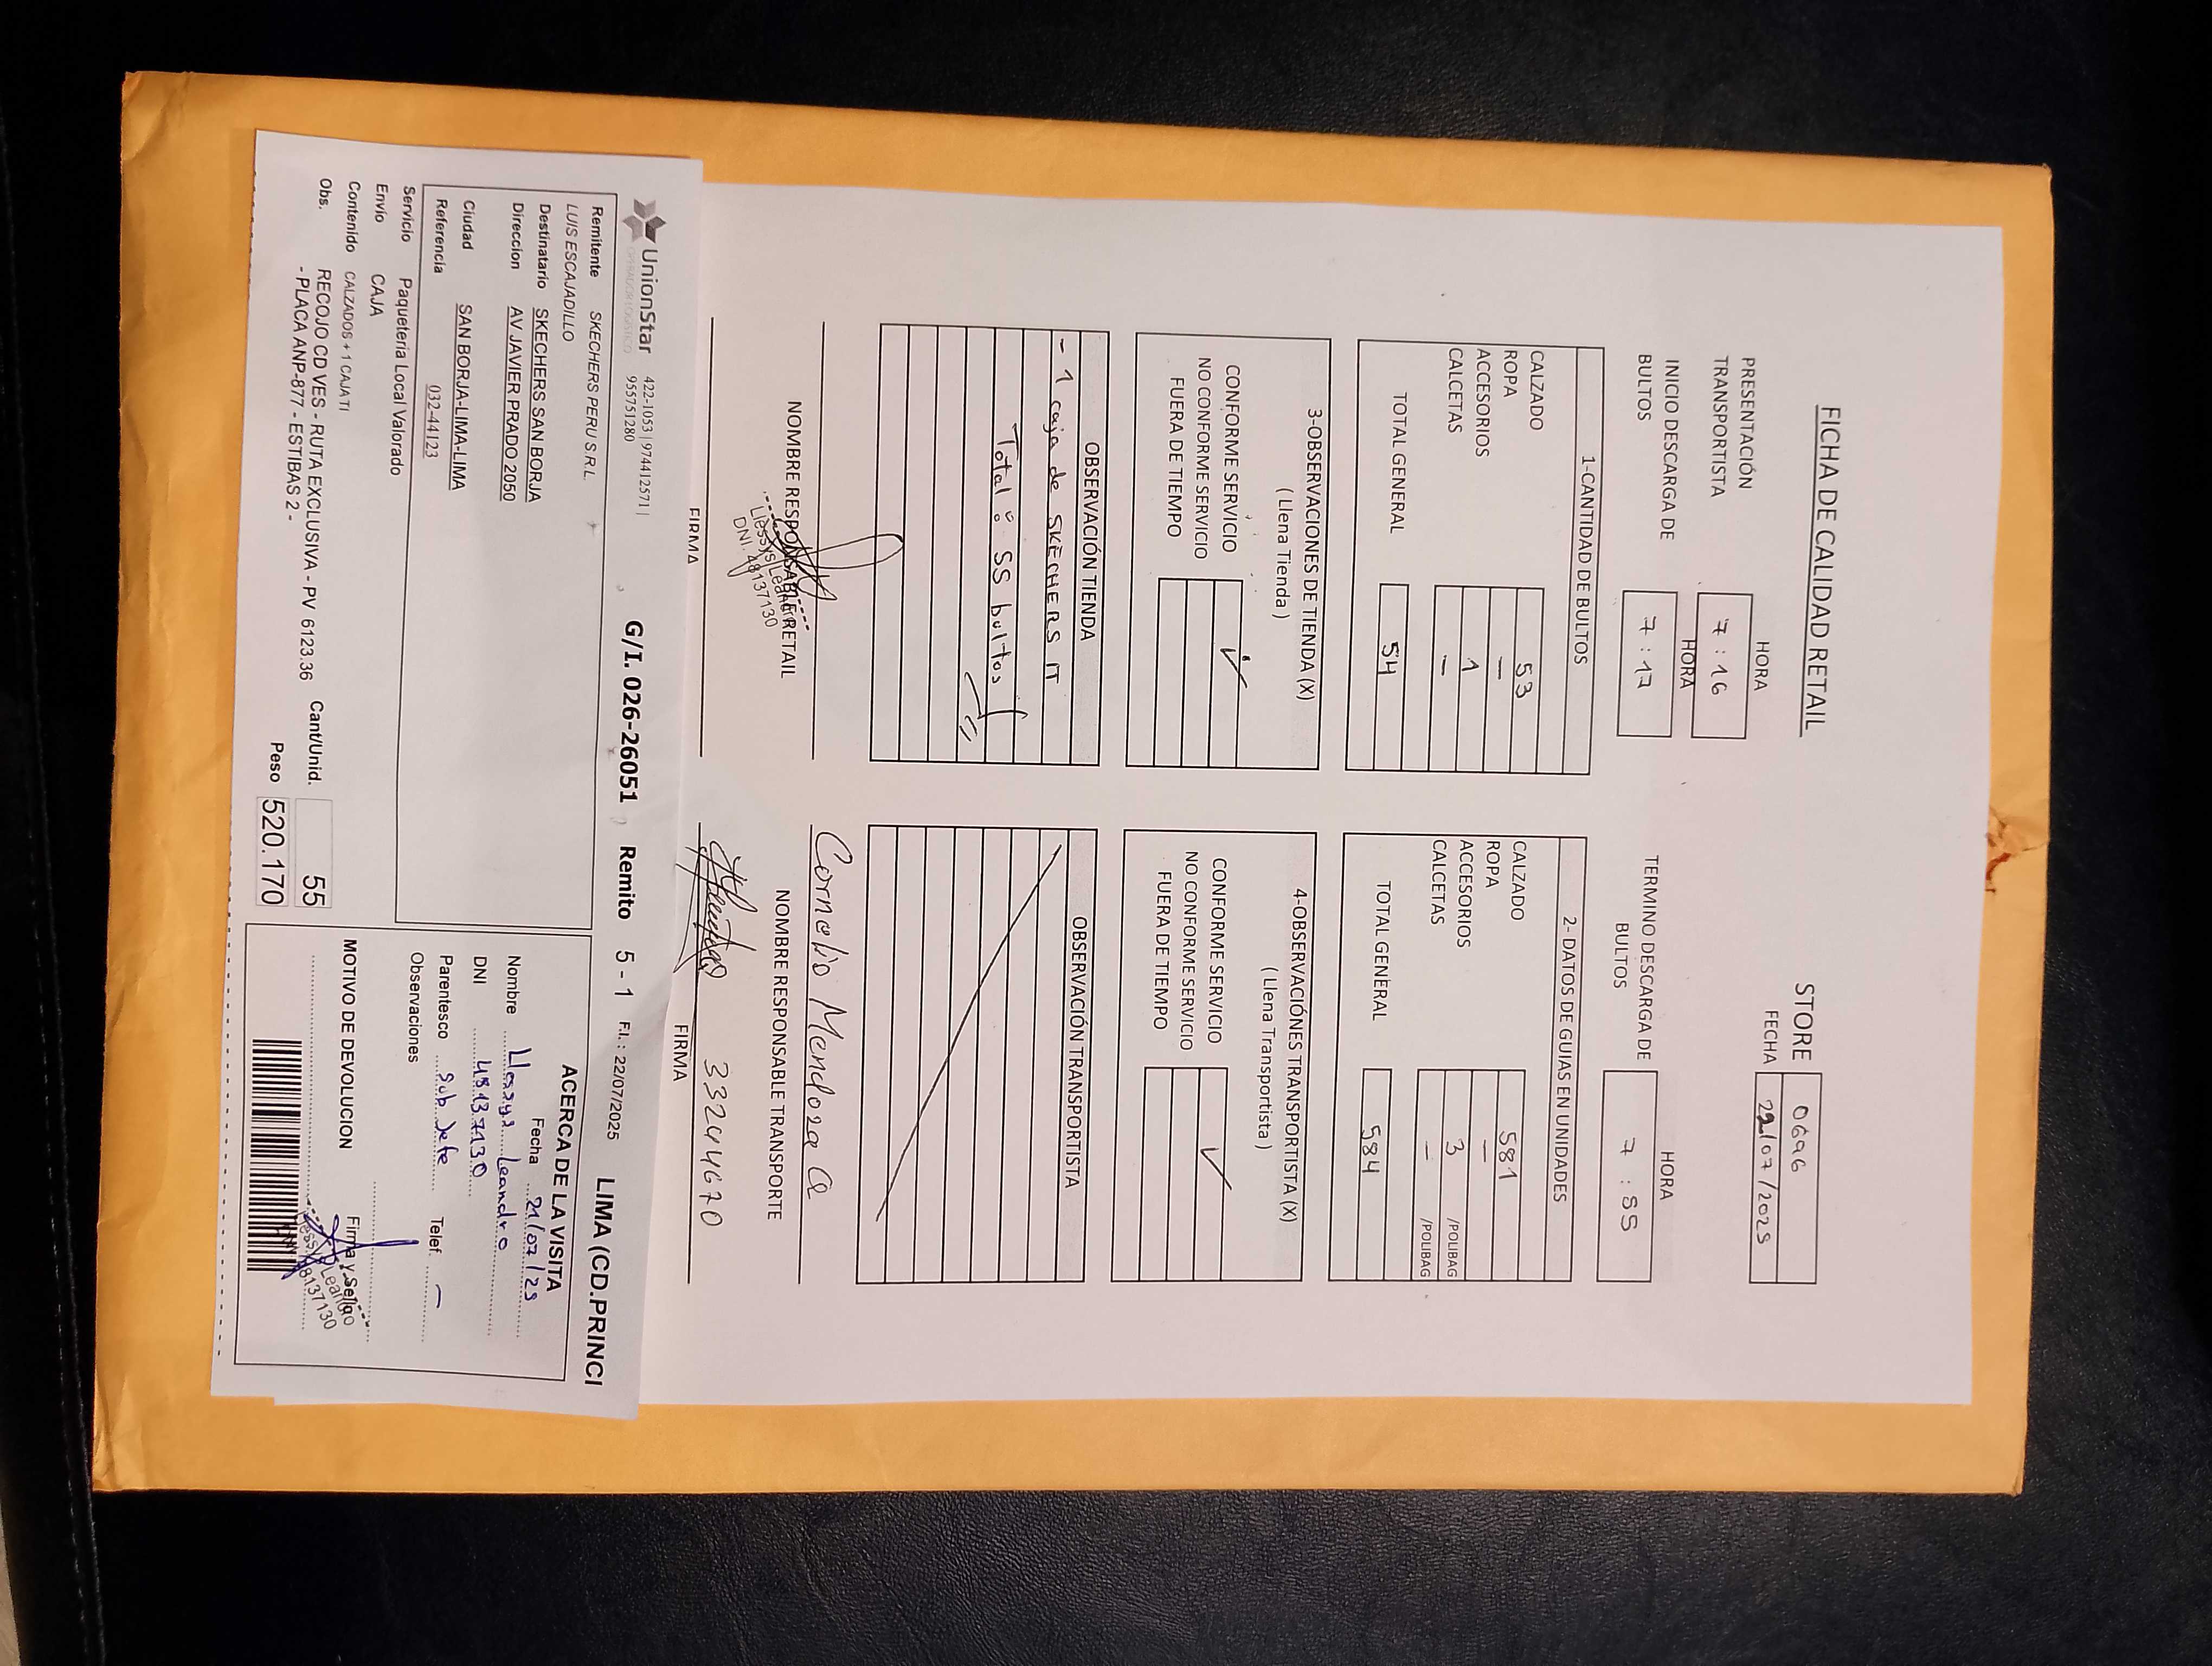 FICHA DE CALIDAD RETAIL
STORE 0696
FECHA 22/07/2025
HORA
PRESENTACIÓN TRANSPORTISTA 7:16
HORA
INICIO DESCARGA DE BULTOS 7:17
HORA
TERMINO DESCARGA DE BULTOS 7:55
1-CANTIDAD DE BULTOS
CALZADO 53
ROPA —
ACCESORIOS 1
CALCETAS —
TOTAL GENERAL 54
2- DATOS DE GUIAS EN UNIDADES
CALZADO 581
ROPA —
ACCESORIOS 3 /POLIBAG
CALCETAS — /POLIBAG
TOTAL GENERAL 584
3-OBSERVACIONES DE TIENDA (X)
( Llena Tienda )
CONFORME SERVICIO ✓
NO CONFORME SERVICIO
FUERA DE TIEMPO
4-OBSERVACIÓNES TRANSPORTISTA (X)
( Llena Transportista )
CONFORME SERVICIO ✓
NO CONFORME SERVICIO
FUERA DE TIEMPO
OBSERVACIÓN TIENDA
- 1 caja de SKECHERS IT
Total : 55 bultos
OBSERVACIÓN TRANSPORTISTA
NOMBRE RESPONSABLE RETAIL
Llessys Leandro
DNI. 48137130
FIRMA
Cornelio Mendoza Q
NOMBRE RESPONSABLE TRANSPORTE
33244670
FIRMA
UnionStar 422-1053 | 974412571 |
OPERADOR LOGISTICO 955751280
G/I. 026-26051 Remito 5 - 1 F.I.: 22/07/2025 LIMA (CD.PRINCI
Remitente SKECHERS PERU S.R.L.
LUIS ESCAJADILLO
Destinatario SKECHERS SAN BORJA
Direccion AV JAVIER PRADO 2050
Ciudad SAN BORJA-LIMA-LIMA
Referencia 032-44123
Servicio Paqueteria Local Valorado
Envio CAJA
Contenido CALZADOS + 1 CAJA TI
Obs. RECOJO CD VES - RUTA EXCLUSIVA - PV 6123.36
- PLACA ANP-877 - ESTIBAS 2 -
Cant/Unid. 55
Peso 520.170
ACERCA DE LA VISITA
Fecha 21/07/25
Nombre Llessys Leandro
DNI 48137130
Parentesco Sub Jefe Telef. —
Observaciones
MOTIVO DE DEVOLUCION
Firma y Sello